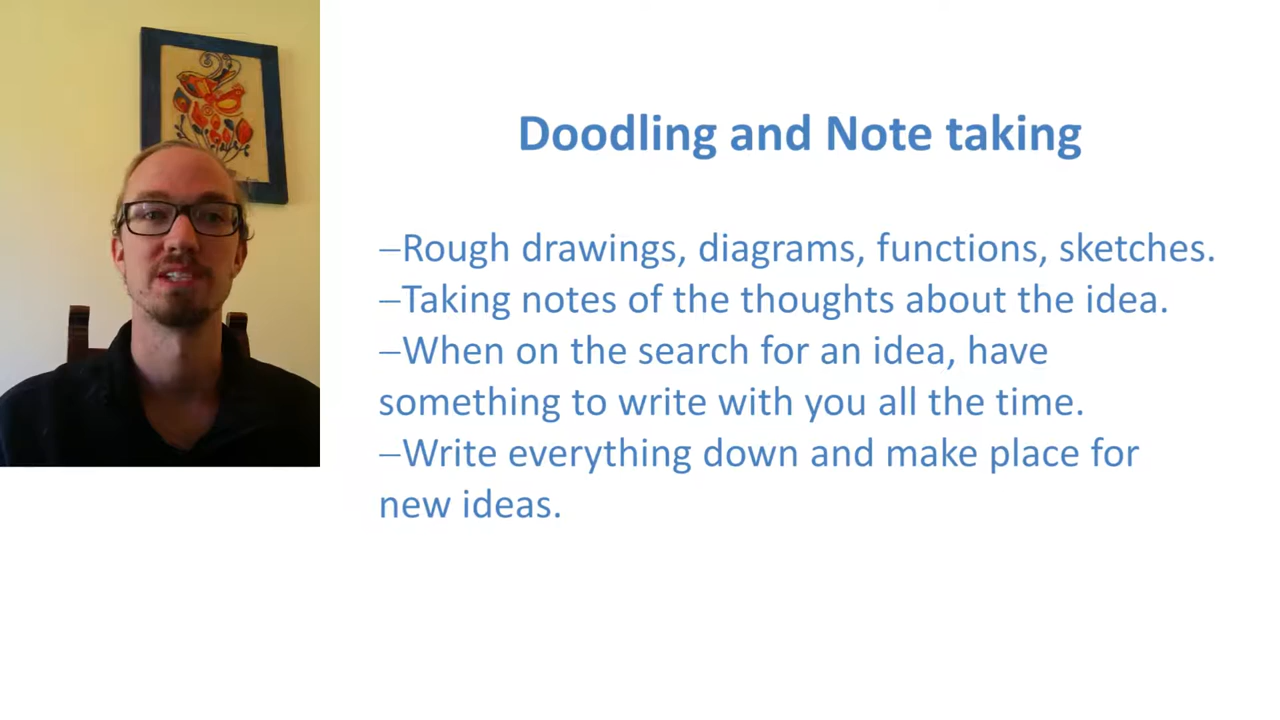 Doodling and Note taking
–Rough drawings, diagrams, functions, sketches.
–Taking notes of the thoughts about the idea.
–When on the search for an idea, have
something to write with you all the time.
–Write everything down and make place for
new ideas.